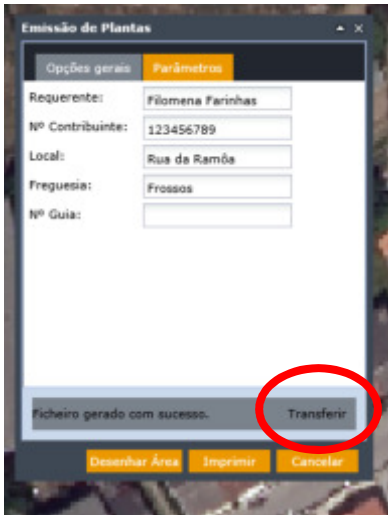 Emissão de Plantas
Opções gerais Parâmetros
Requerente: Filomena Farinhas
Nº Contribuinte: 123456789
Local: Rua da Ramôa
Freguesia: Frossos
Nº Guia:
Ficheiro gerado com sucesso. Transferir
Desenhar Área Imprimir Cancelar